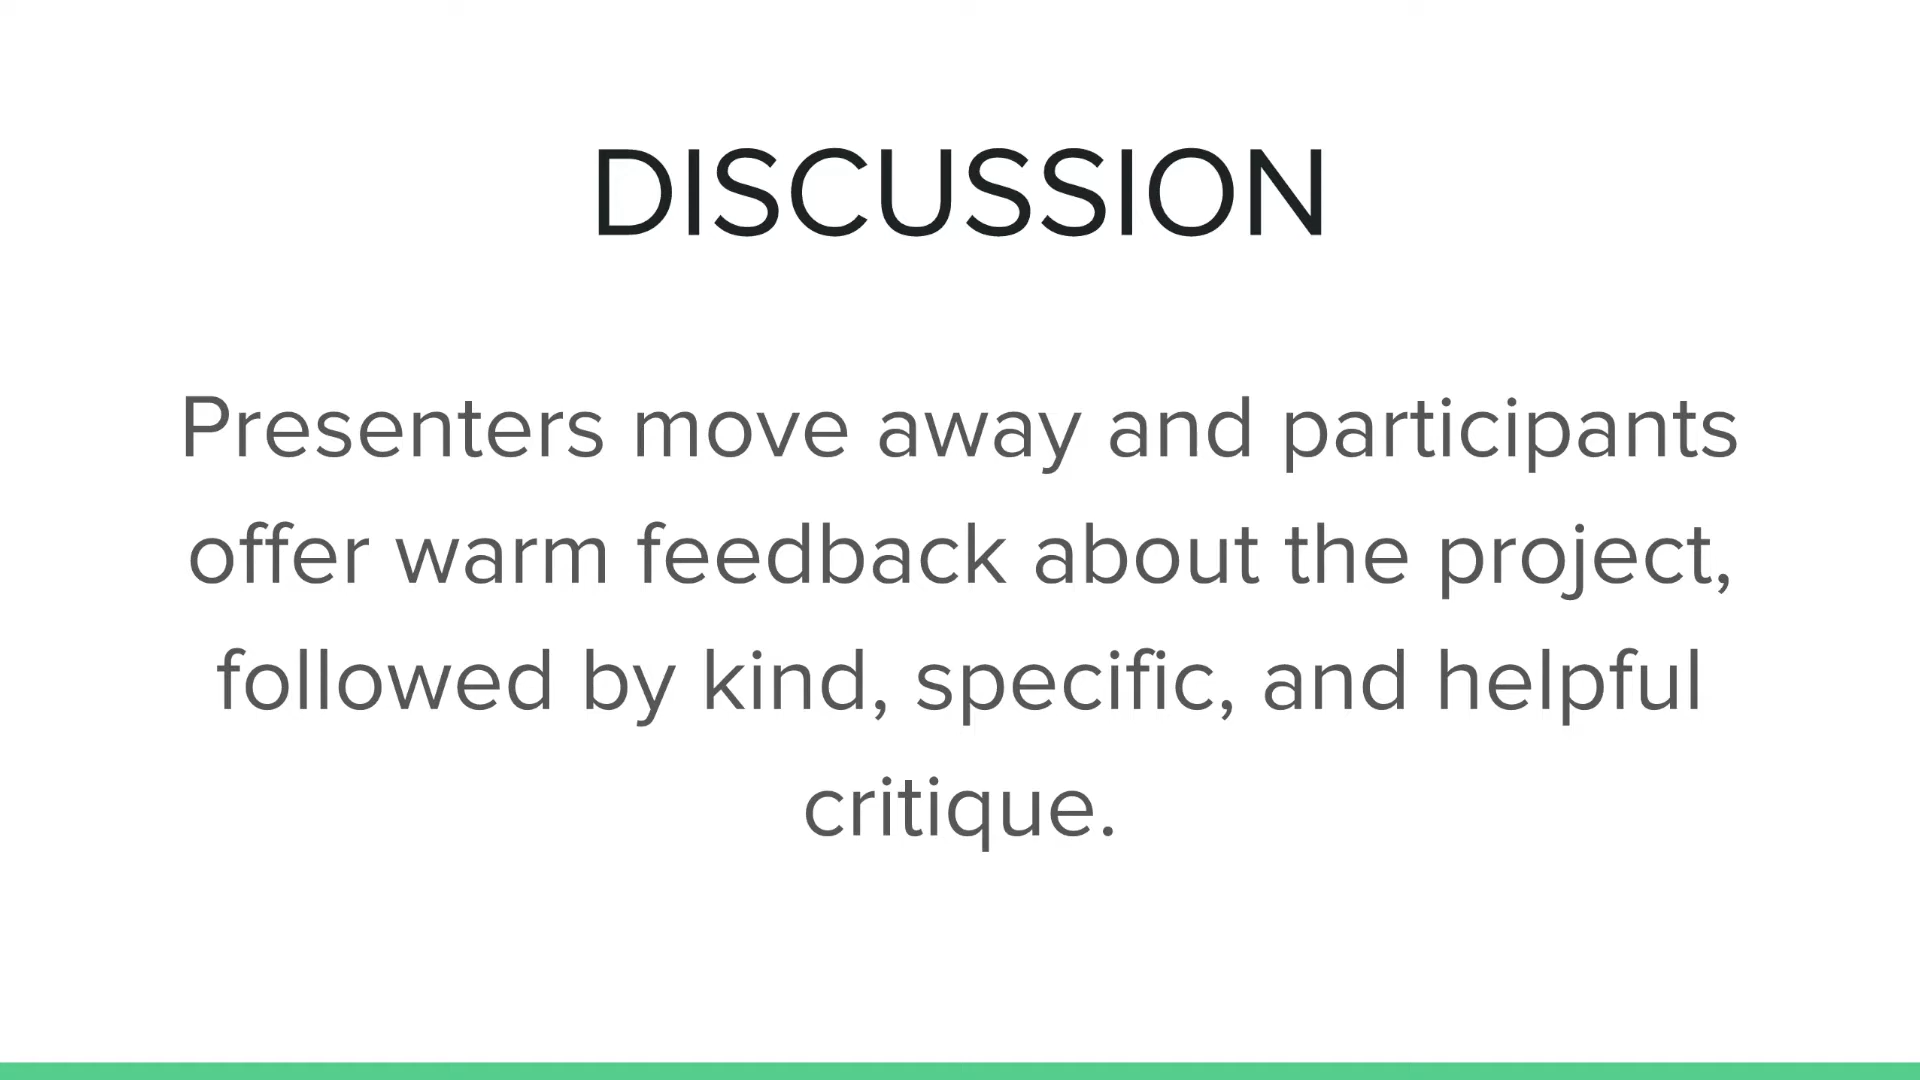 DISCUSSION
Presenters move away and participants
offer warm feedback about the project,
followed by kind, specific, and helpful
critique.